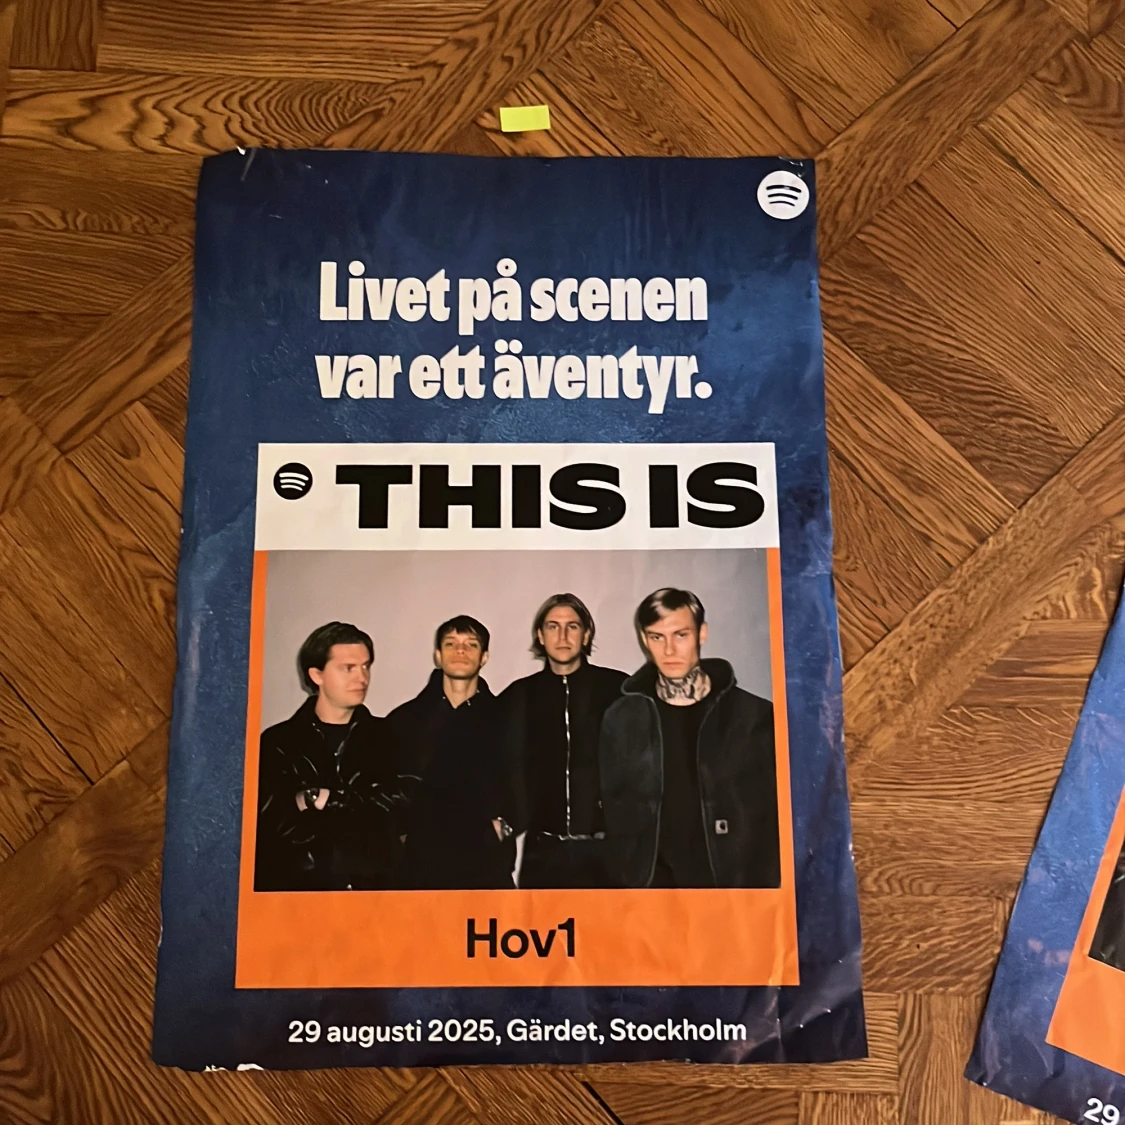 Livet på scenen
var ett äventyr.
THIS IS
Hov1
29 augusti 2025, Gärdet, Stockholm
29